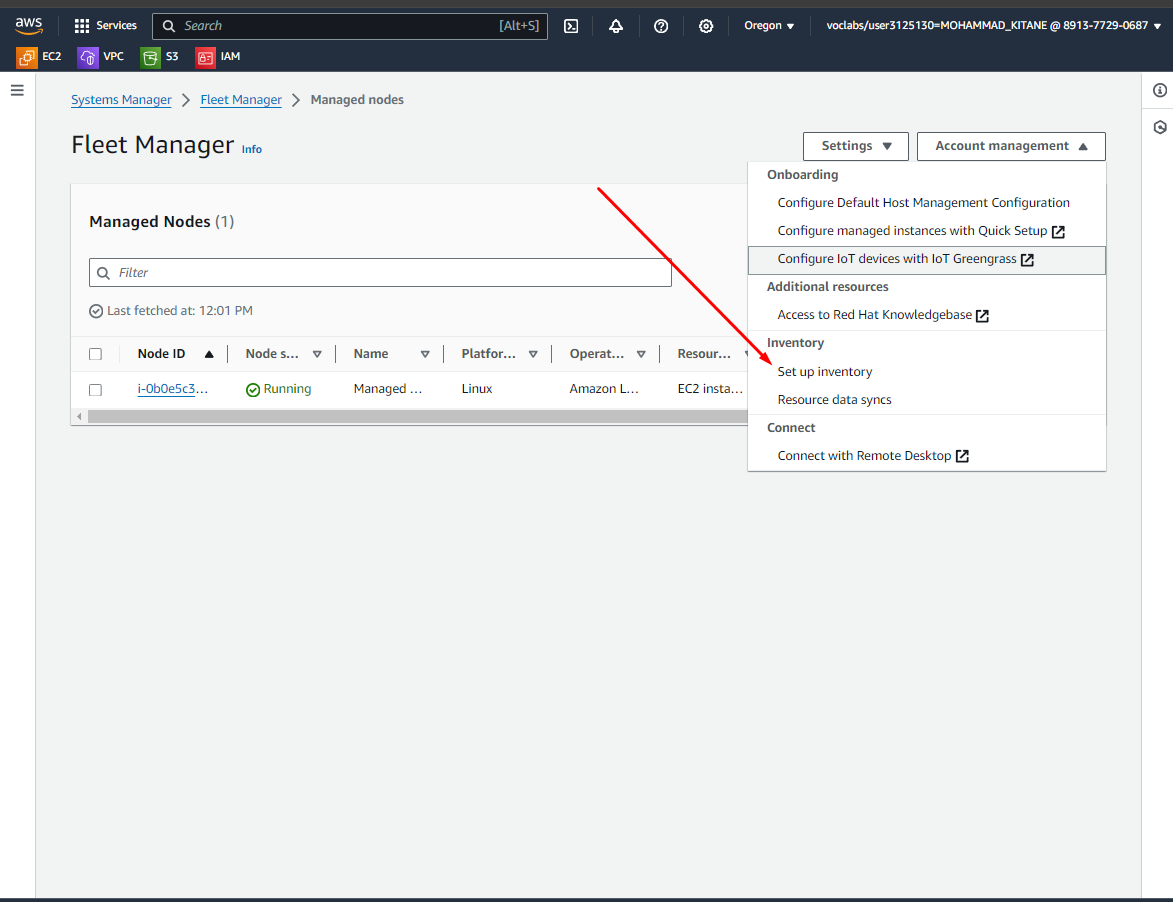 aws
Services
Search [Alt+S]
Oregon
voclabs/user3125130=MOHAMMAD_KITANE @ 8913-7729-0687
EC2
VPC
S3
IAM
Systems Manager
Fleet Manager
Managed nodes
Fleet Manager Info
Settings
Account management
Onboarding
Configure Default Host Management Configuration
Configure managed instances with Quick Setup
Configure IoT devices with IoT Greengrass
Additional resources
Access to Red Hat Knowledgebase
Inventory
Set up inventory
Resource data syncs
Connect
Connect with Remote Desktop
Managed Nodes (1)
Filter
Last fetched at: 12:01 PM
Node ID
Node s...
Name
Platfor...
Operat...
Resour...
i-0b0e5c3...
Running
Managed ...
Linux
Amazon L...
EC2 insta...